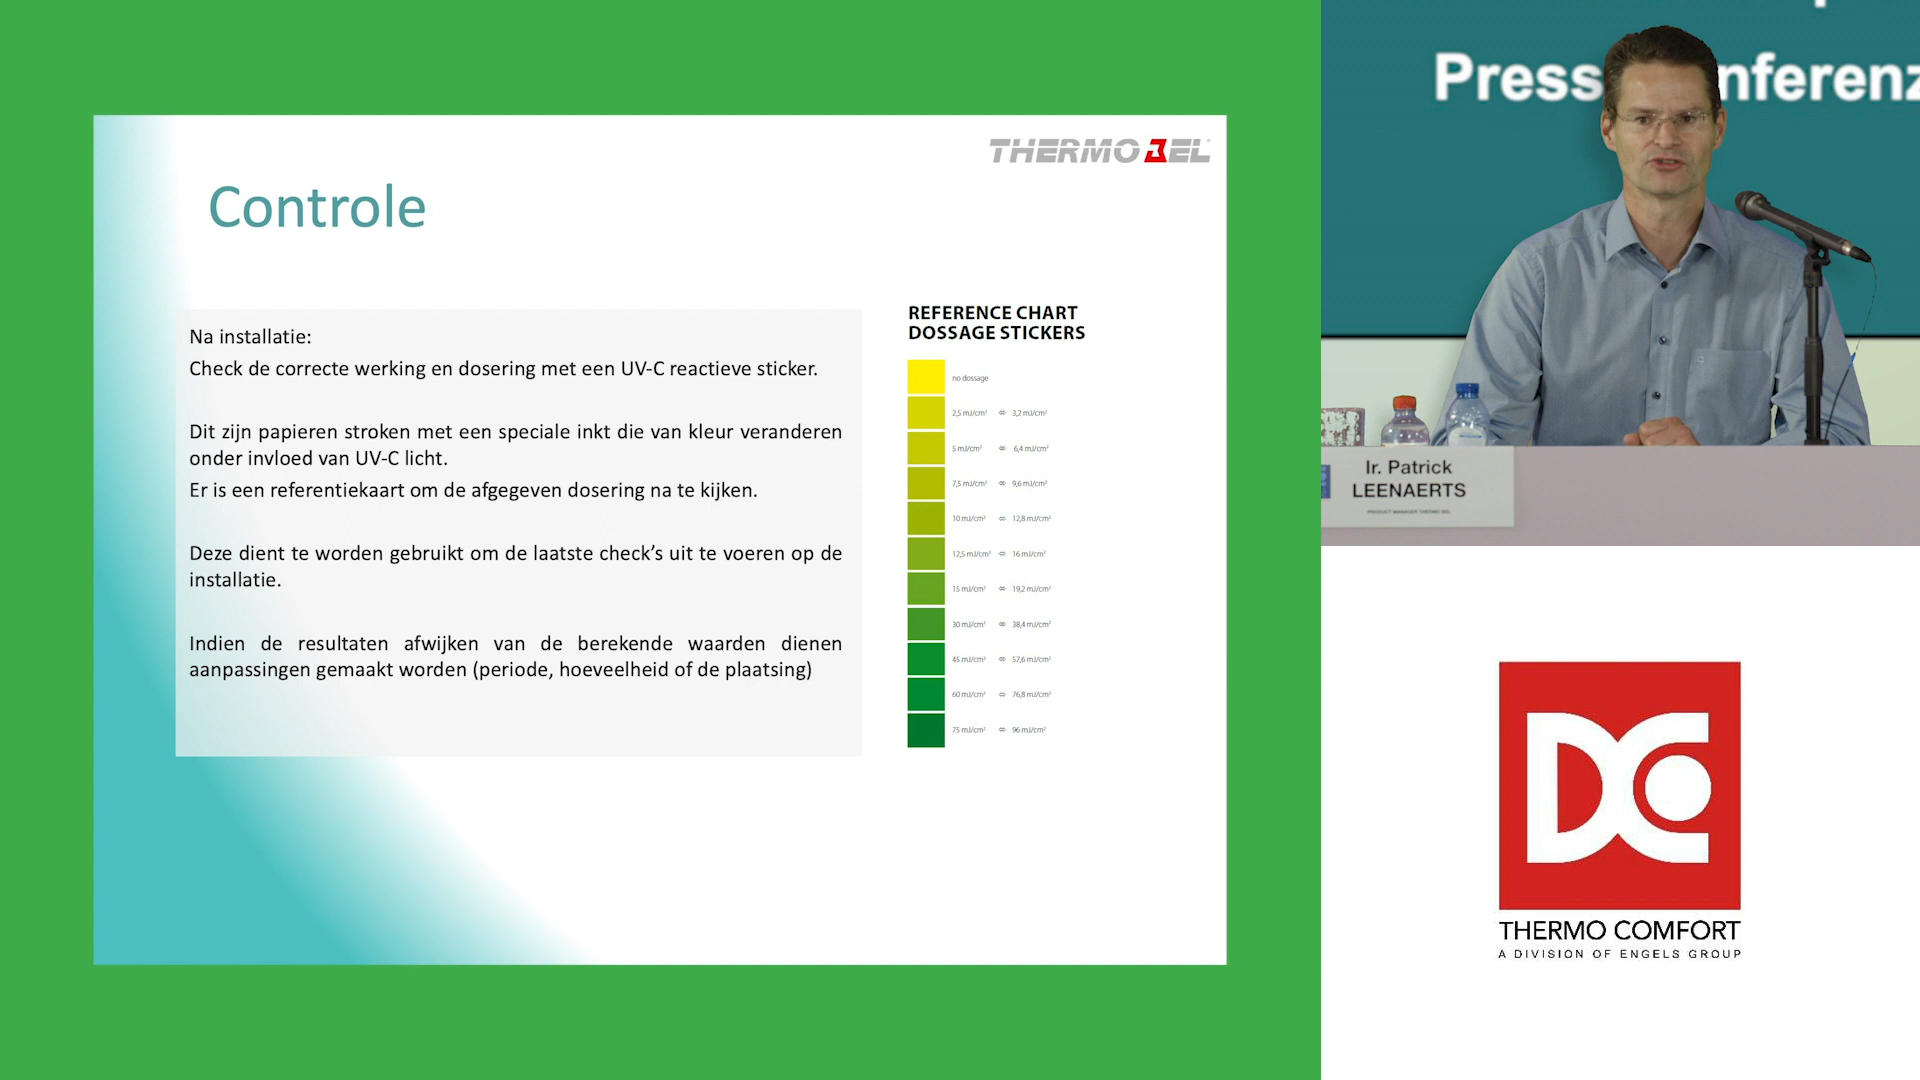 THERMO BEL
Controle
Na installatie:
Check de correcte werking en dosering met een UV-C reactieve sticker.
Dit zijn papieren stroken met een speciale inkt die van kleur veranderen
onder invloed van UV-C licht.
Er is een referentiekaart om de afgegeven dosering na te kijken.
Deze dient te worden gebruikt om de laatste check’s uit te voeren op de
installatie.
Indien de resultaten afwijken van de berekende waarden dienen
aanpassingen gemaakt worden (periode, hoeveelheid of de plaatsing)
REFERENCE CHART
DOSSAGE STICKERS
no dossage
2,5 mJ/cm² ⇔ 3,2 mJ/cm²
5 mJ/cm² ⇔ 6,4 mJ/cm²
7,5 mJ/cm² ⇔ 9,6 mJ/cm²
10 mJ/cm² ⇔ 12,8 mJ/cm²
12,5 mJ/cm² ⇔ 16 mJ/cm²
15 mJ/cm² ⇔ 19,2 mJ/cm²
30 mJ/cm² ⇔ 38,4 mJ/cm²
45 mJ/cm² ⇔ 57,6 mJ/cm²
60 mJ/cm² ⇔ 76,8 mJ/cm²
75 mJ/cm² ⇔ 96 mJ/cm²
Press nferenz
Ir. Patrick
LEENAERTS
PRODUCT MANAGER THERMO BEL
DC
THERMO COMFORT
A DIVISION OF ENGELS GROUP